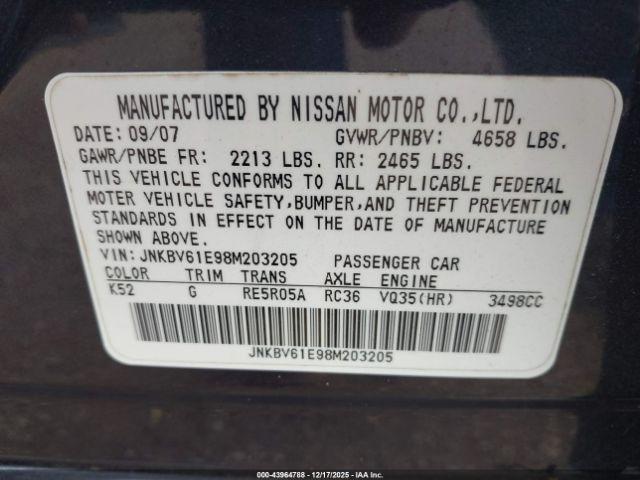 MANUFACTURED BY NISSAN MOTOR CO.,LTD.
DATE: 09/07 GVWR/PNBV: 4658 LBS.
GAWR/PNBE FR: 2213 LBS. RR: 2465 LBS.
THIS VEHICLE CONFORMS TO ALL APPLICABLE FEDERAL
MOTOR VEHICLE SAFETY,BUMPER,AND THEFT PREVENTION
STANDARDS IN EFFECT ON THE DATE OF MANUFACTURE
SHOWN ABOVE.
VIN: JNKBV61E98M203205 PASSENGER CAR
COLOR TRIM TRANS AXLE ENGINE
K52 G RE5R05A RC36 VQ35(HR) 3498CC
JNKBV61E98M203205
000-43964788 - 12/17/2025 - IAA Inc.